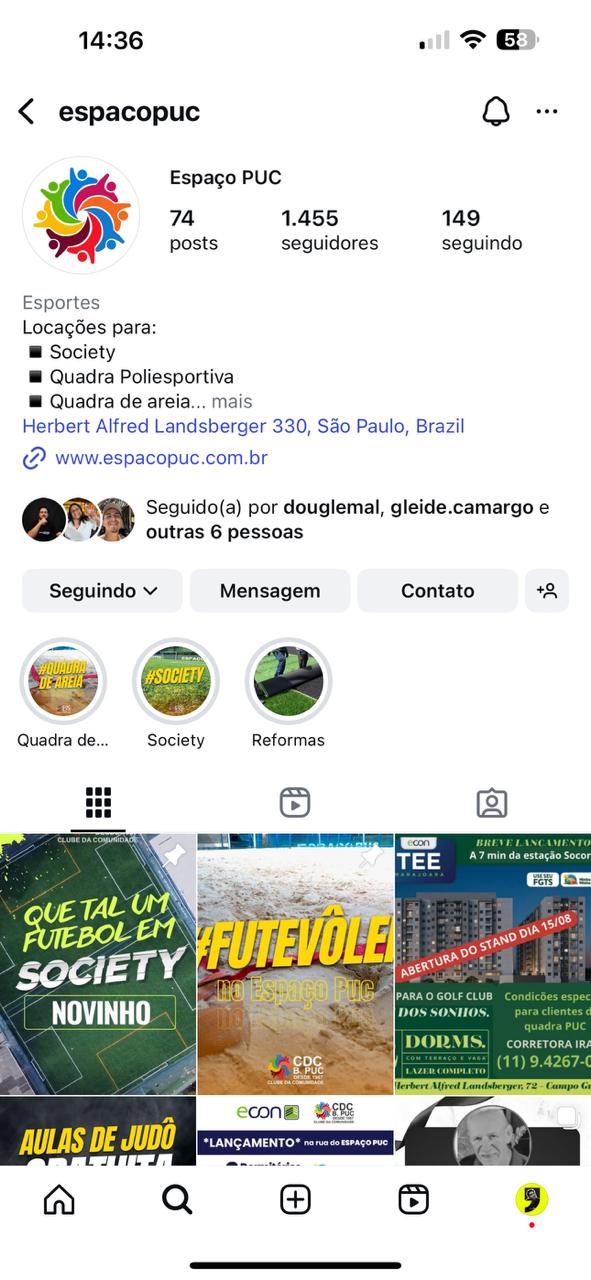 14:36
58
espacopuc
Espaço PUC
74
posts
1.455
seguidores
149
seguindo
Esportes
Locações para:
Society
Quadra Poliesportiva
Quadra de areia... mais
Herbert Alfred Landsberger 330, São Paulo, Brazil
www.espacopuc.com.br
Seguido(a) por douglemal, gleide.camargo e
outras 6 pessoas
Seguindo
Mensagem
Contato
#QUADRA
DE AREIA
#SOCIETY
Quadra de...
Society
Reformas
CLUBE DA COMUNIDADE
QUE TAL UM
FUTEBOL EM
SOCIETY
NOVINHO
#FUTEVÔLEI
no Espaço Puc
CDC
B. PUC
DESDE 1967
CLUBE DA COMUNIDADE
econ
BREVE LANÇAMENTO
A 7 min da estação Socor
TEE
MARAJOARA
USE SEU
FGTS
ABERTURA DO STAND DIA 15/08
PARA O GOLF CLUB
DOS SONHOS.
Condições espec
para clientes d
quadra PUC
DORMS.
COM TERRAÇO E VAGA
LAZER COMPLETO
CORRETORA IRA
(11) 9.4267-0
Herbert Alfred Landsberger, 72 - Campo Gr
AULAS DE JUDÔ
GRATUITA
econ
CDC
B. PUC
DESDE 1967
CLUBE DA COMUNIDADE
*LANÇAMENTO* na rua do ESPAÇO PUC